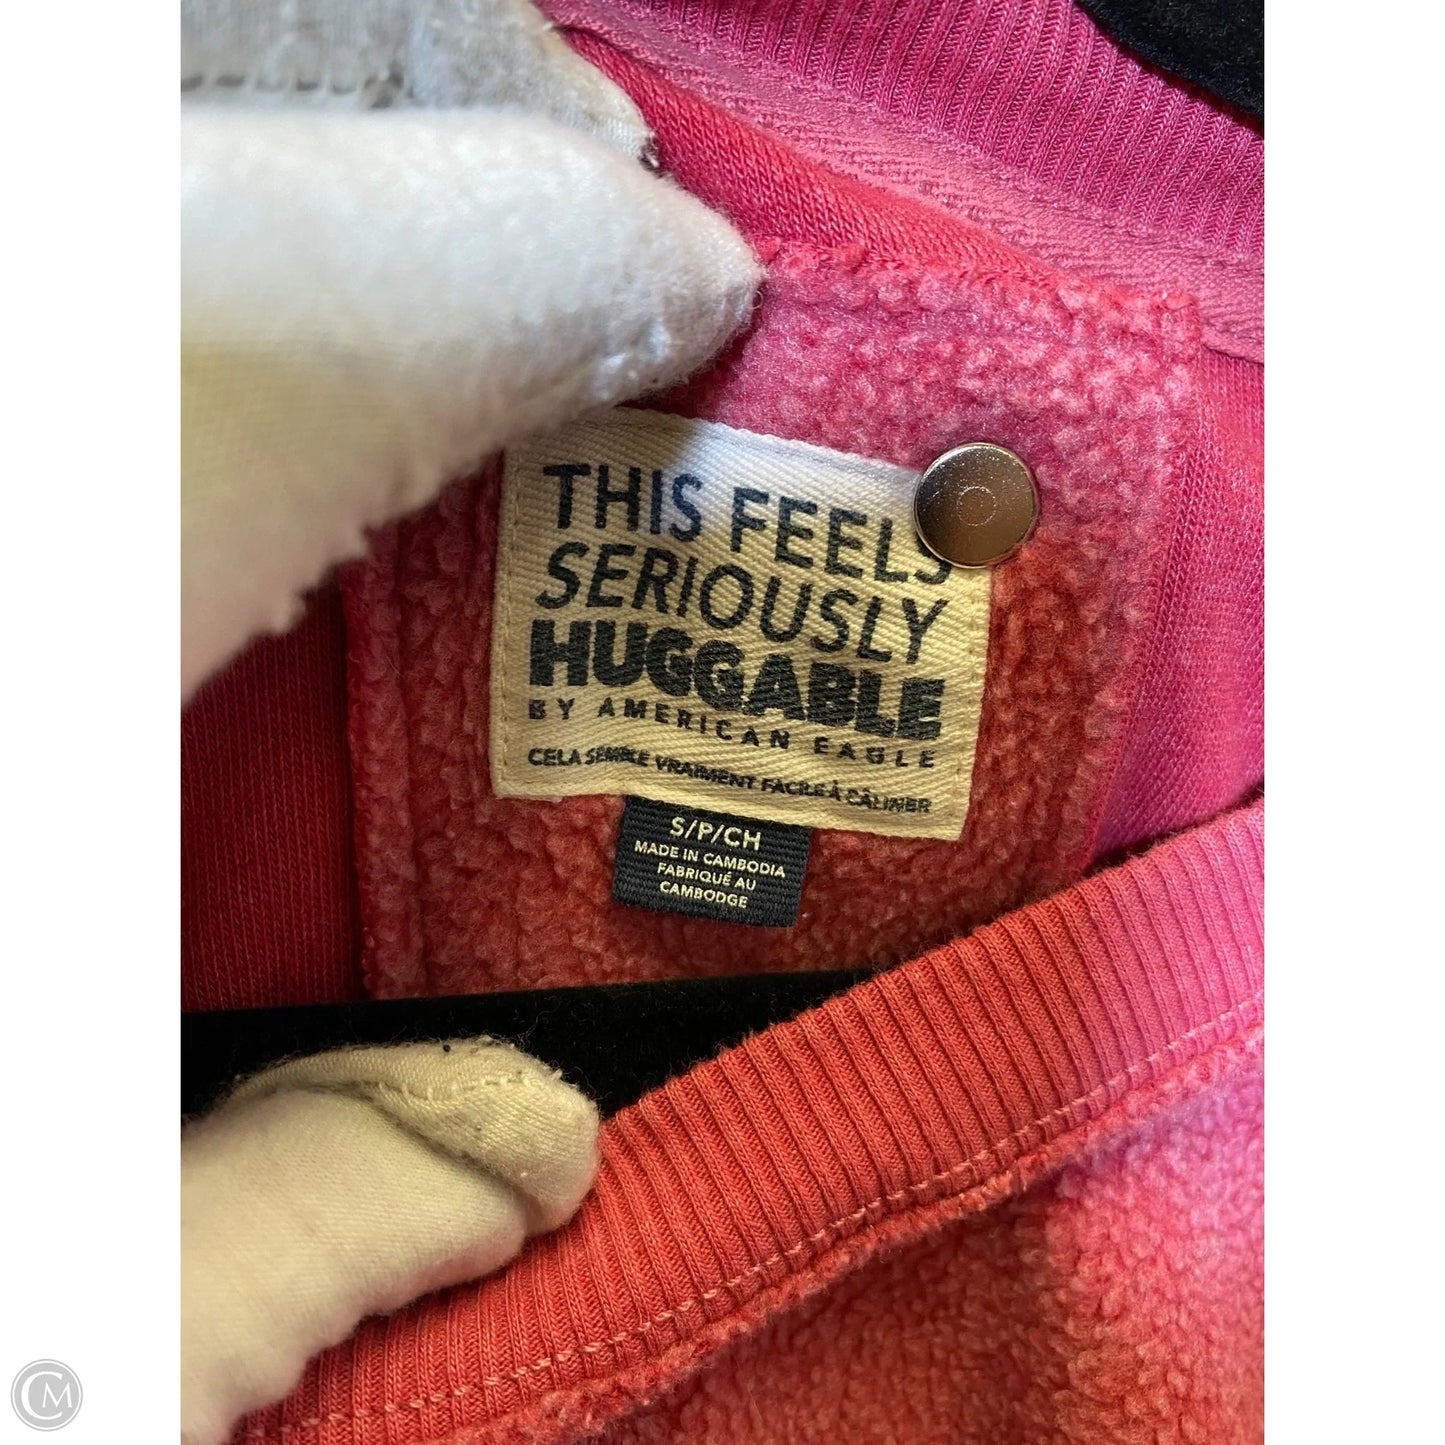 THIS FEELS
SERIOUSLY
HUGGABLE
BY AMERICAN EAGLE
CELA SEMBLE VRAIMENT FACILE À CÂLINER
S/P/CH
MADE IN CAMBODIA
FABRIQUÉ AU
CAMBODGE
CM